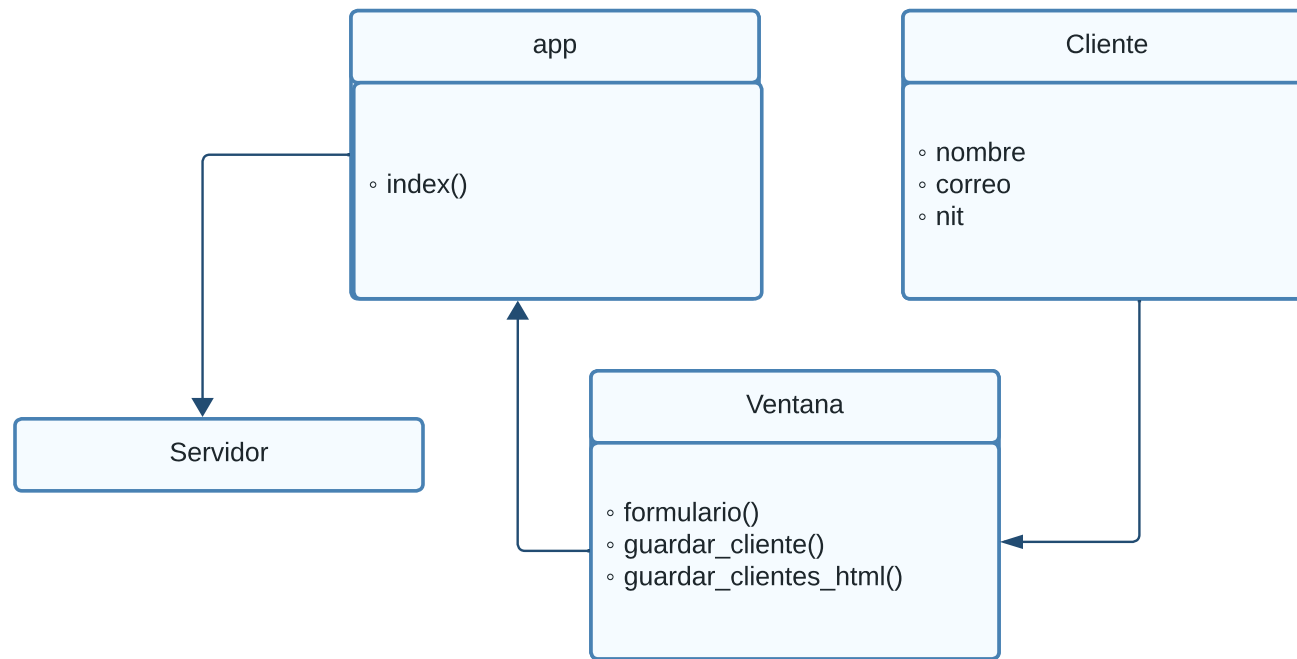 app
◦ index()
Cliente
◦ nombre
◦ correo
◦ nit
Servidor
Ventana
◦ formulario()
◦ guardar_cliente()
◦ guardar_clientes_html()